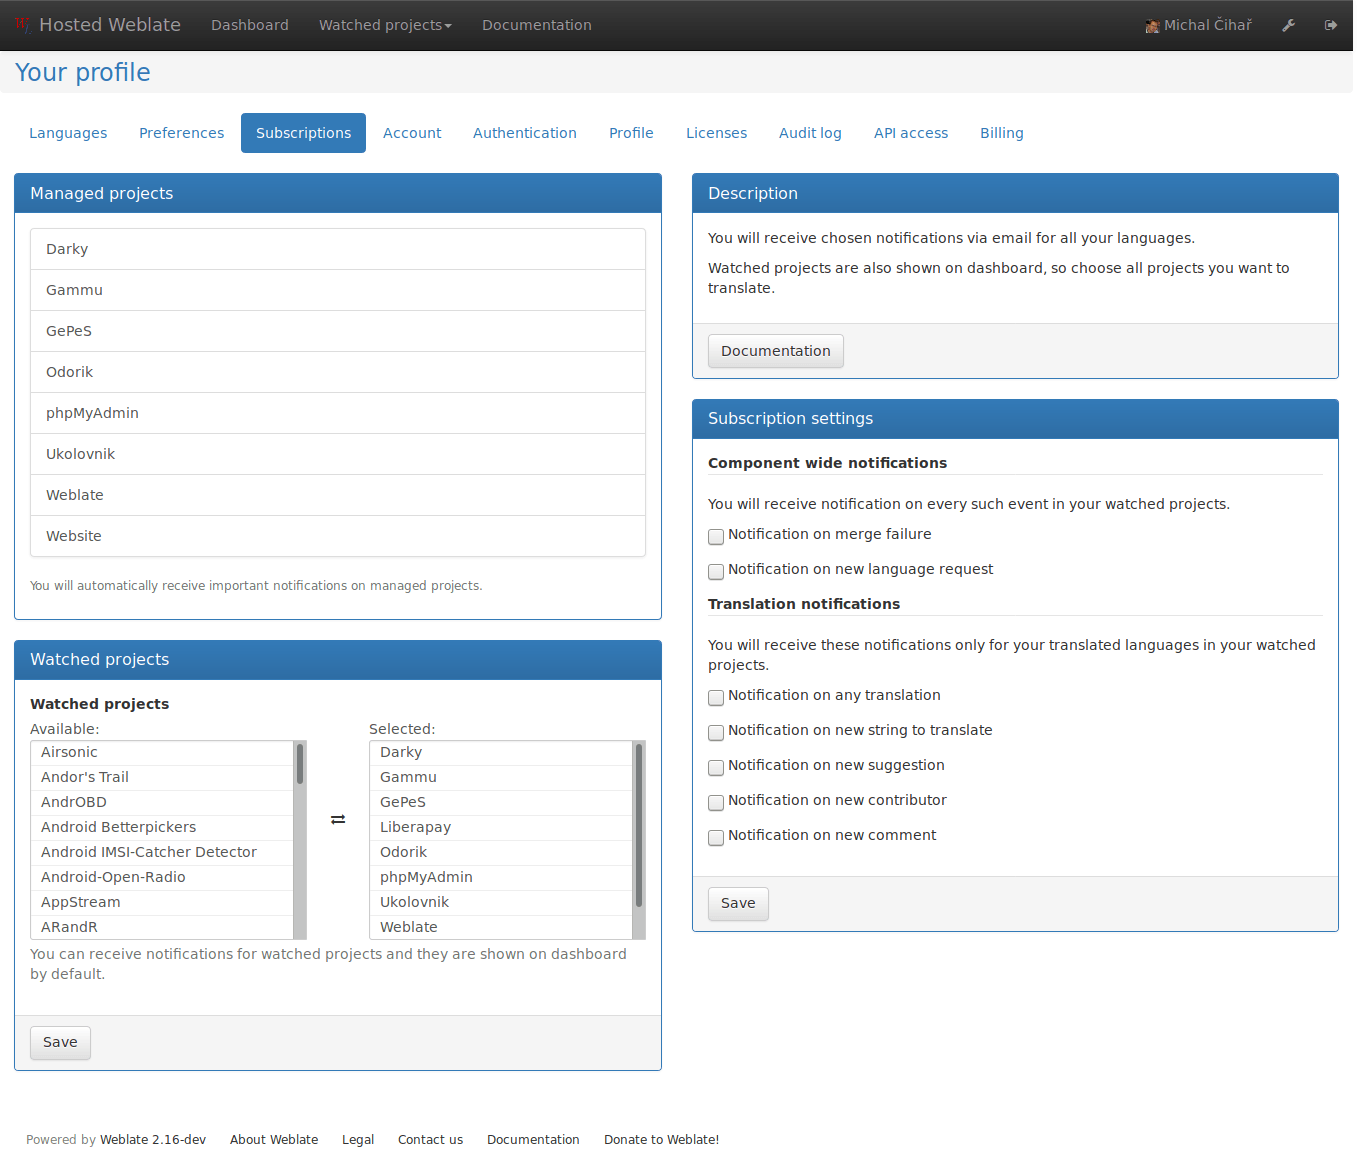 Hosted Weblate Dashboard Watched projects Documentation Michal Čihař
Your profile
Languages Preferences Subscriptions Account Authentication Profile Licenses Audit log API access Billing
Managed projects
Darky
Gammu
GePeS
Odorik
phpMyAdmin
Ukolovnik
Weblate
Website
You will automatically receive important notifications on managed projects.
Watched projects
Watched projects
Available:
Airsonic
Andor's Trail
AndrOBD
Android Betterpickers
Android IMSI-Catcher Detector
Android-Open-Radio
AppStream
ARandR
Selected:
Darky
Gammu
GePeS
Liberapay
Odorik
phpMyAdmin
Ukolovnik
Weblate
You can receive notifications for watched projects and they are shown on dashboard
by default.
Save
Description
You will receive chosen notifications via email for all your languages.
Watched projects are also shown on dashboard, so choose all projects you want to
translate.
Documentation
Subscription settings
Component wide notifications
You will receive notification on every such event in your watched projects.
Notification on merge failure
Notification on new language request
Translation notifications
You will receive these notifications only for your translated languages in your watched
projects.
Notification on any translation
Notification on new string to translate
Notification on new suggestion
Notification on new contributor
Notification on new comment
Save
Powered by Weblate 2.16-dev About Weblate Legal Contact us Documentation Donate to Weblate!